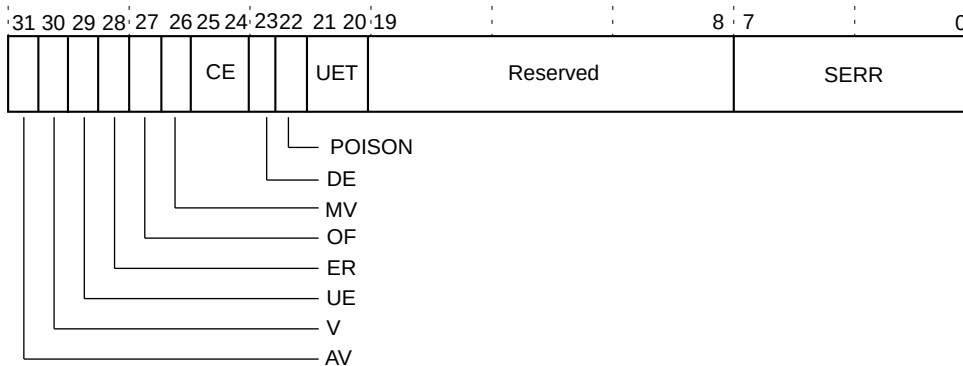 31 30 29 28 27 26 25 24 23 22 21 20 19 8 7 0
CE UET Reserved SERR
POISON
DE
MV
OF
ER
UE
V
AV